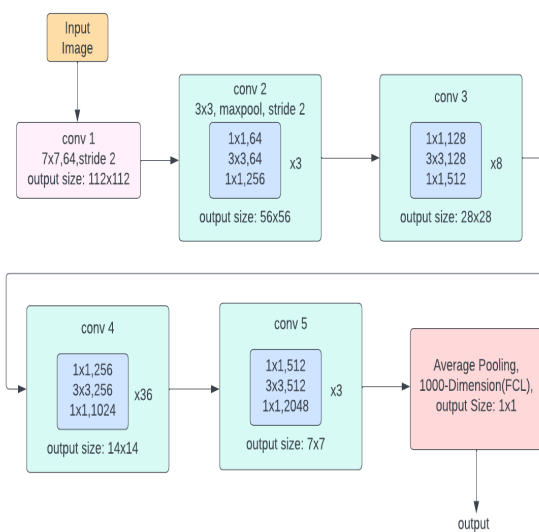 Input
Image
conv 1
7x7,64,stride 2
output size: 112x112
conv 2
3x3, maxpool, stride 2
1x1,64
3x3,64
1x1,256
x3
output size: 56x56
conv 3
1x1,128
3x3,128
1x1,512
x8
output size: 28x28
conv 4
1x1,256
3x3,256
1x1,1024
x36
output size: 14x14
conv 5
1x1,512
3x3,512
1x1,2048
x3
output size: 7x7
Average Pooling,
1000-Dimension(FCL),
output Size: 1x1
output